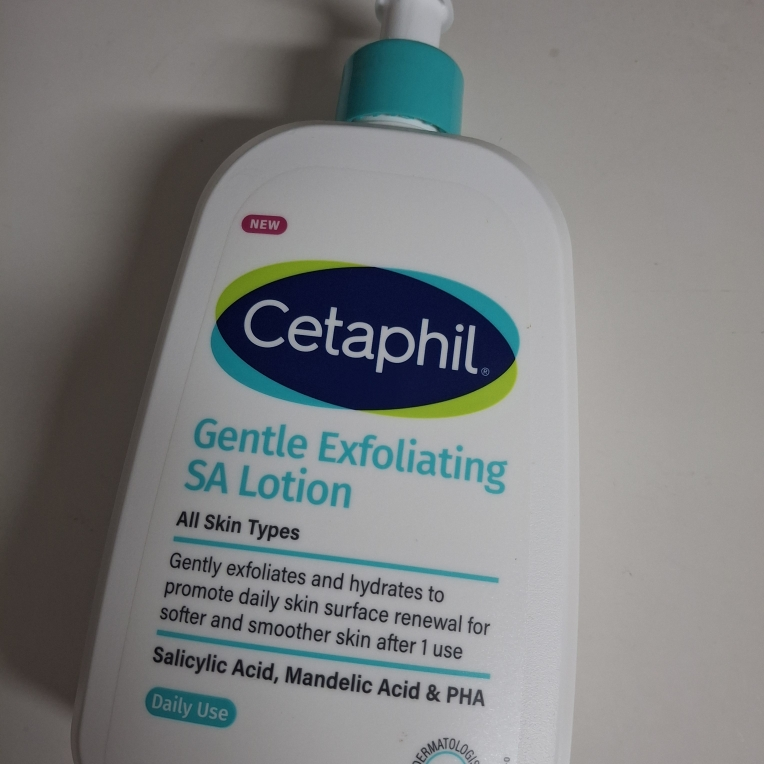 NEW
Cetaphil®
Gentle Exfoliating
SA Lotion
All Skin Types
Gently exfoliates and hydrates to
promote daily skin surface renewal for
softer and smoother skin after 1 use
Salicylic Acid, Mandelic Acid & PHA
Daily Use